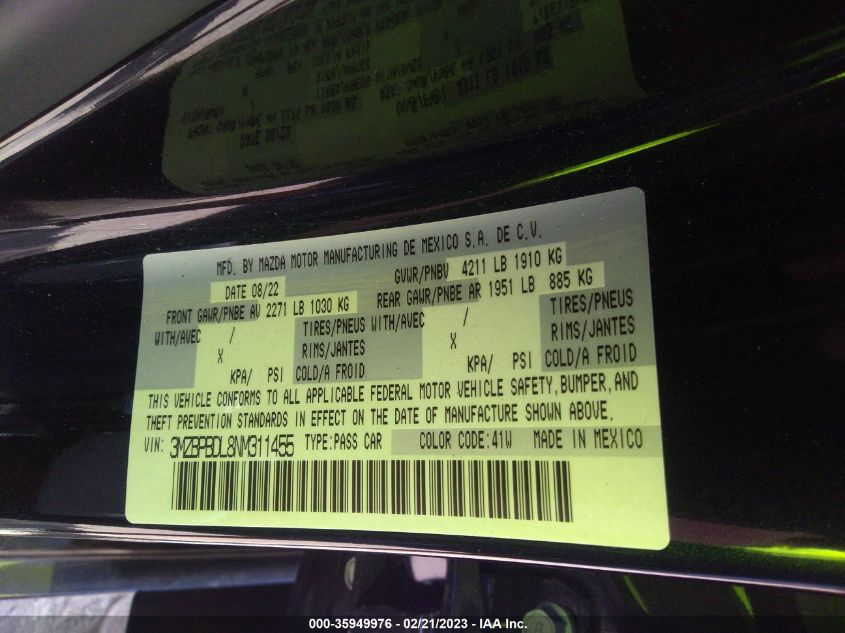 MFD. BY MAZDA MOTOR MANUFACTURING DE MEXICO S.A. DE C.V.
DATE 08/22 GVWR/PNBV 4211 LB 1910 KG
FRONT GAWR/PNBE AV 2271 LB 1030 KG REAR GAWR/PNBE AR 1951 LB 885 KG
WITH/AVEC / TIRES/PNEUS WITH/AVEC / TIRES/PNEUS
X RIMS/JANTES X RIMS/JANTES
KPA/ PSI COLD/A FROID KPA/ PSI COLD/A FROID
THIS VEHICLE CONFORMS TO ALL APPLICABLE FEDERAL MOTOR VEHICLE SAFETY, BUMPER, AND
THEFT PREVENTION STANDARDS IN EFFECT ON THE DATE OF MANUFACTURE SHOWN ABOVE.
VIN: 3MZBPBDL8NM311455 TYPE:PASS CAR COLOR CODE:41W MADE IN MEXICO
000-35949976 - 02/21/2023 - IAA Inc.